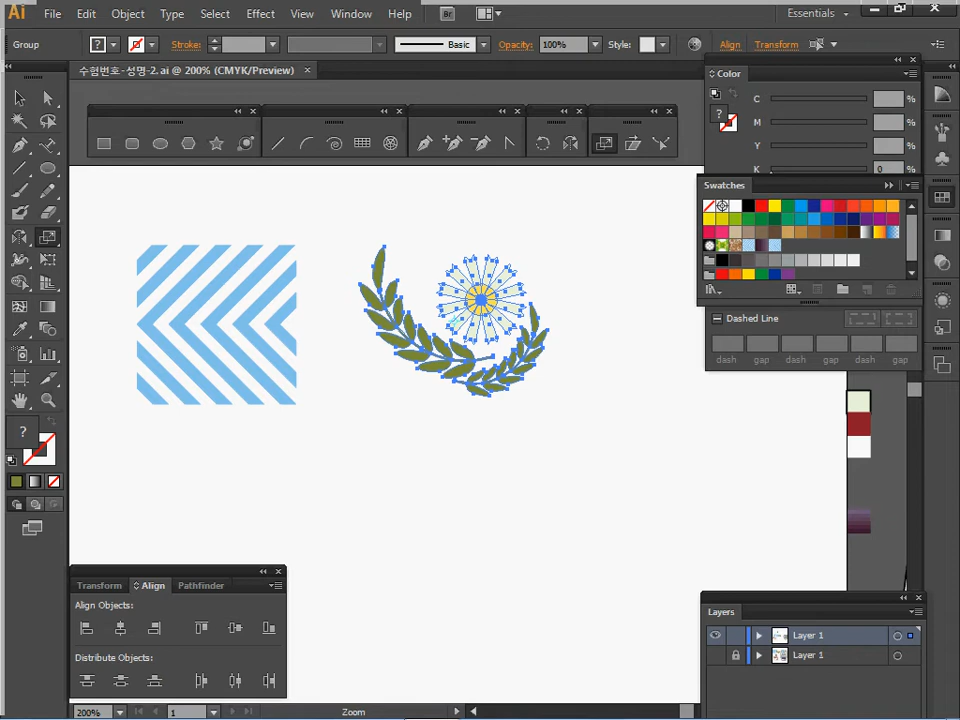 Ai File Edit Object Type Select Effect View Window Help Br Essentials
Group ? Stroke: Basic Opacity: 100% Style: Align Transform
수험번호-성명-2.ai @ 200% (CMYK/Preview) ×
Color
C %
M %
Y %
K 0 %
?
Swatches
Dashed Line
dash gap dash gap dash gap
?
Transform Align Pathfinder
Align Objects:
Distribute Objects:
Layers
Layer 1
Layer 1
200% 1 Zoom